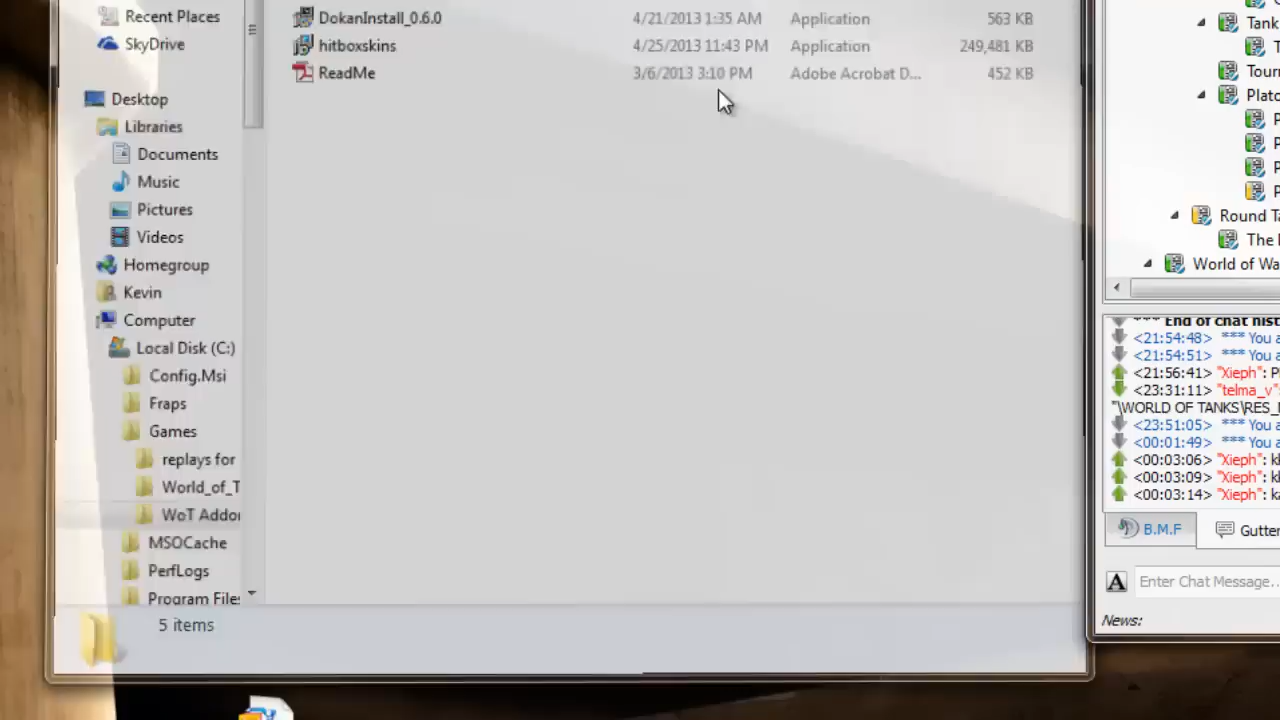 Recent Places
SkyDrive
Desktop
Libraries
Documents
Music
Pictures
Videos
Homegroup
Kevin
Computer
Local Disk (C:)
Config.Msi
Fraps
Games
replays for
World_of_T
WoT Addo
MSOCache
PerfLogs
Program File
5 items
DokanInstall_0.6.0 4/21/2013 1:35 AM Application 563 KB
hitboxskins 4/25/2013 11:43 PM Application 249,481 KB
ReadMe 3/6/2013 3:10 PM Adobe Acrobat D... 452 KB
Tank
T
Tourn
Plato
P
P
P
P
Round Ta
The
World of Wa
*** End of chat hist
<21:54:48> *** You a
<21:54:51> *** You a
<21:56:41> "Xieph": P
<23:31:11> "telma_v":
"\WORLD OF TANKS\RES_
<23:51:05> *** You a
<00:01:49> *** You a
<00:03:06> "Xieph": k
<00:03:09> "Xieph": k
<00:03:14> "Xieph": ka
B.M.F
Gutter
A Enter Chat Message...
News: